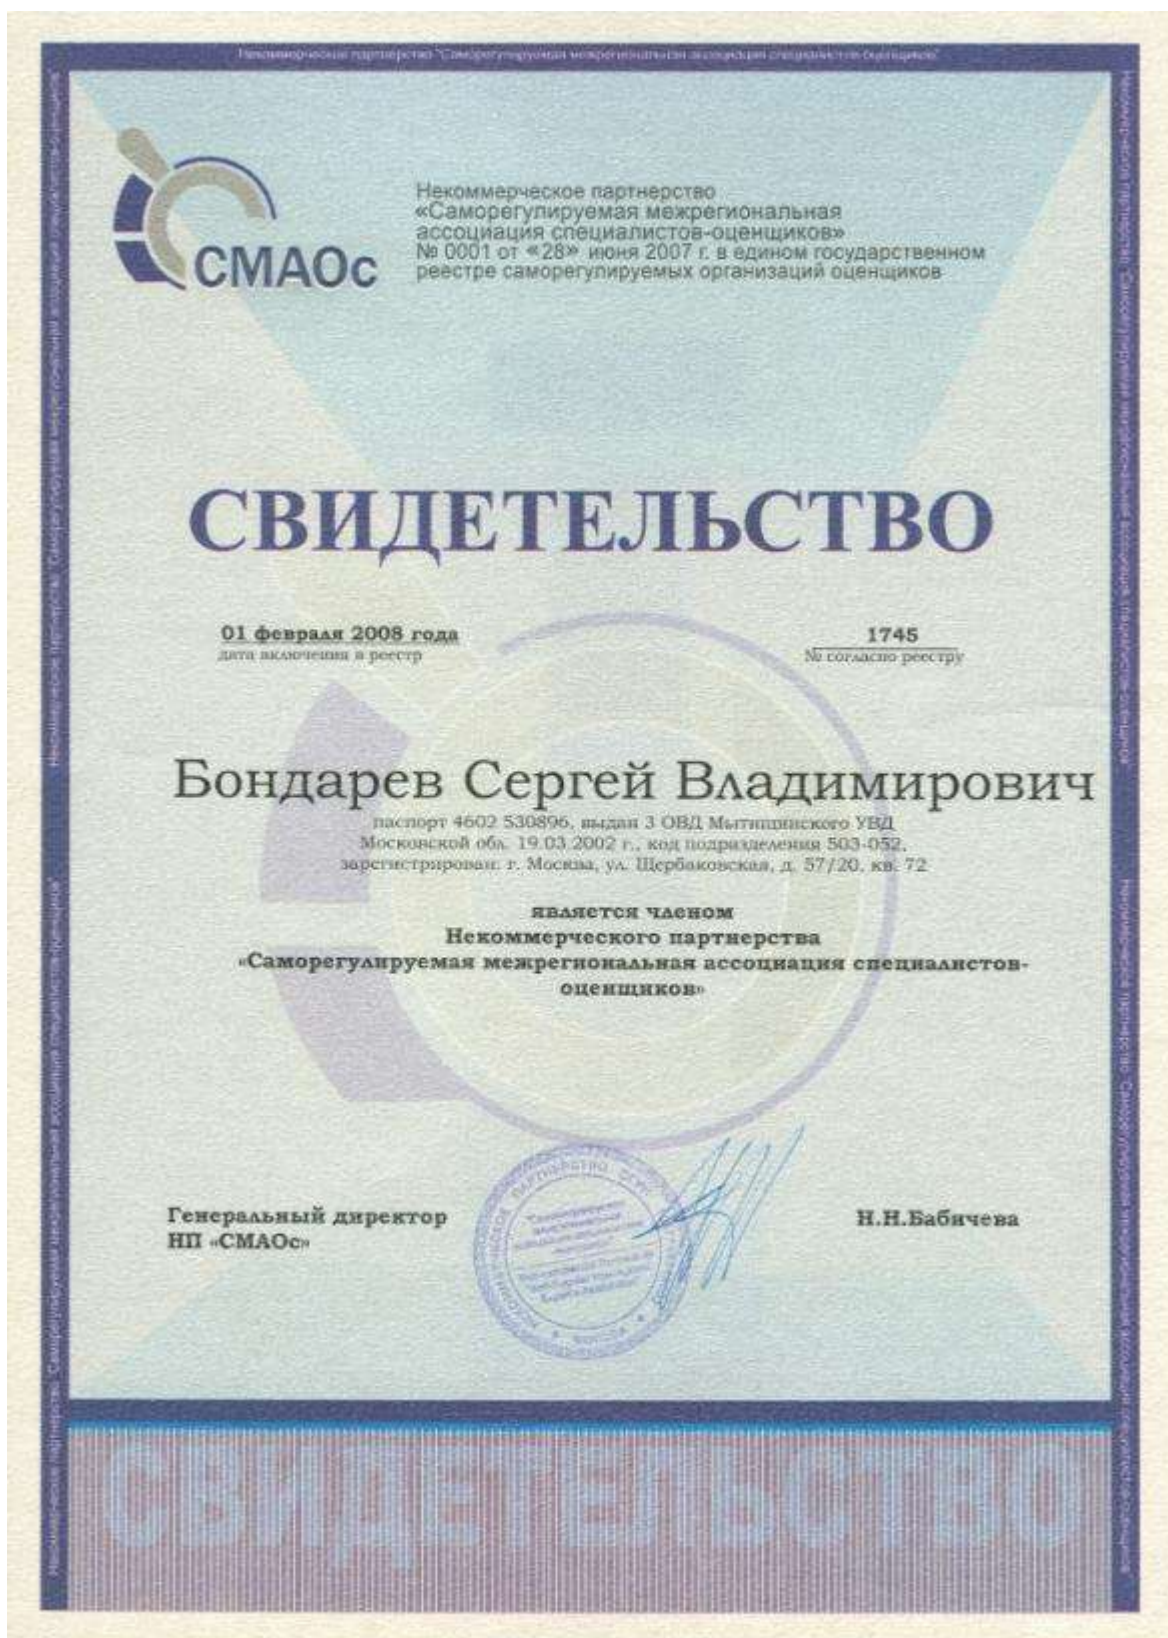 Некоммерческое партнерство "Саморегулируемая межрегиональная ассоциация специалистов-оценщиков"
СМАОс
Некоммерческое партнерство
«Саморегулируемая межрегиональная
ассоциация специалистов-оценщиков»
№ 0001 от «28» июня 2007 г. в едином государственном
реестре саморегулируемых организаций оценщиков
СВИДЕТЕЛЬСТВО
01 февраля 2008 года
дата включения в реестр
1745
№ согласно реестру
Бондарев Сергей Владимирович
паспорт 4602 530896, выдан 3 ОВД Мытищинского УВД
Московской обл. 19.03.2002 г., код подразделения 503-052,
зарегистрирован: г. Москва, ул. Щербаковская, д. 57/20, кв. 72
является членом
Некоммерческого партнерства
«Саморегулируемая межрегиональная ассоциация специалистов-
оценщиков»
Генеральный директор
НП «СМАОс»
Н.Н.Бабичева
СВИДЕТЕЛЬСТВО